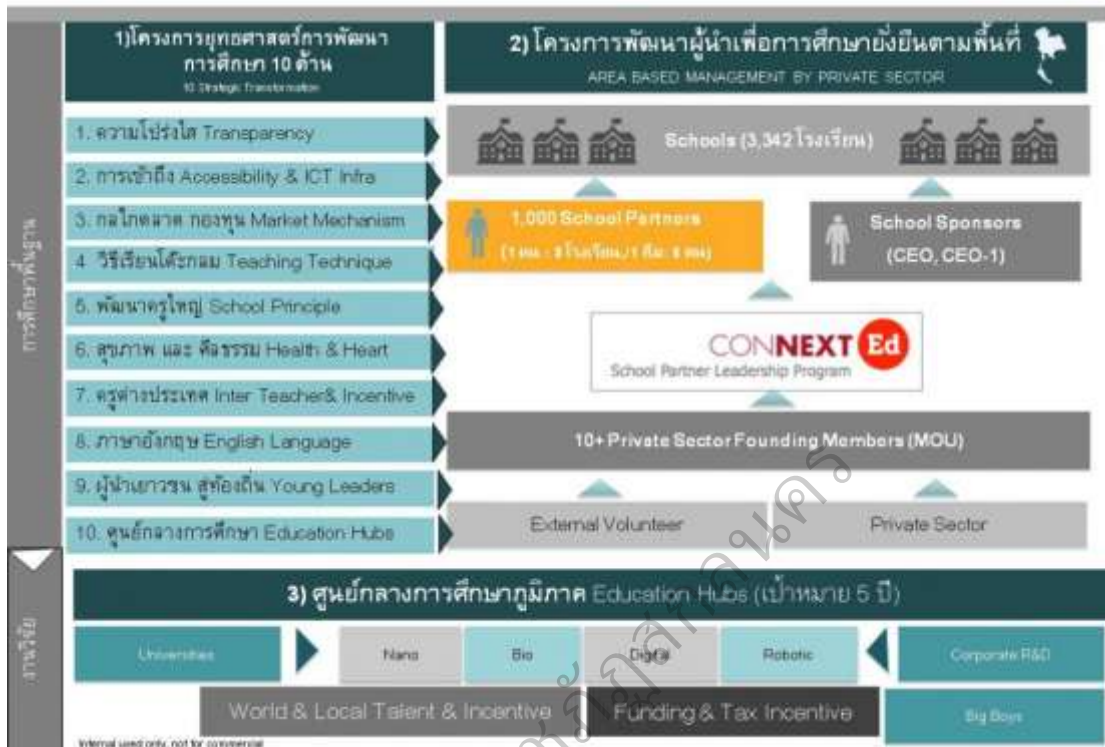 1)โครงการยุทธศาสตร์การพัฒนา
การศึกษา 10 ด้าน
10 Strategic Transformation
2) โครงการพัฒนาผู้นำเพื่อการศึกษายั่งยืนตามพื้นที่
AREA BASED MANAGEMENT BY PRIVATE SECTOR
การศึกษาพื้นฐาน
1. ความโปร่งใส Transparency
2. การเข้าถึง Accessibility & ICT Infra
3. กลไกตลาด กองทุน Market Mechanism
4 วิธีเรียนโต๊ะกลม Teaching Technique
5. พัฒนาครูใหญ่ School Principle
6. สุขภาพ และ ศีลธรรม Health & Heart
7. ครูต่างประเทศ Inter Teacher& Incentive
8. ภาษาอังกฤษ English Language
9. ผู้นำเยาวชน สู่ท้องถิ่น Young Leaders
10. ศูนย์กลางการศึกษา Education Hubs
Schools (3,342 โรงเรียน)
1,000 School Partners
School Sponsors
(CEO, CEO-1)
CONNEXT Ed
School Partner Leadership Program
10+ Private Sector Founding Members (MOU)
External Volunteer
Private Sector
งานวิจัย
3) ศูนย์กลางการศึกษาภูมิภาค Education Hubs (เป้าหมาย 5 ปี)
Universities
Nano
Bio
Digital
Robotic
Corporate R&D
World & Local Talent & Incentive
Funding & Tax Incentive
Big Boys
Internal used only, not for commercial